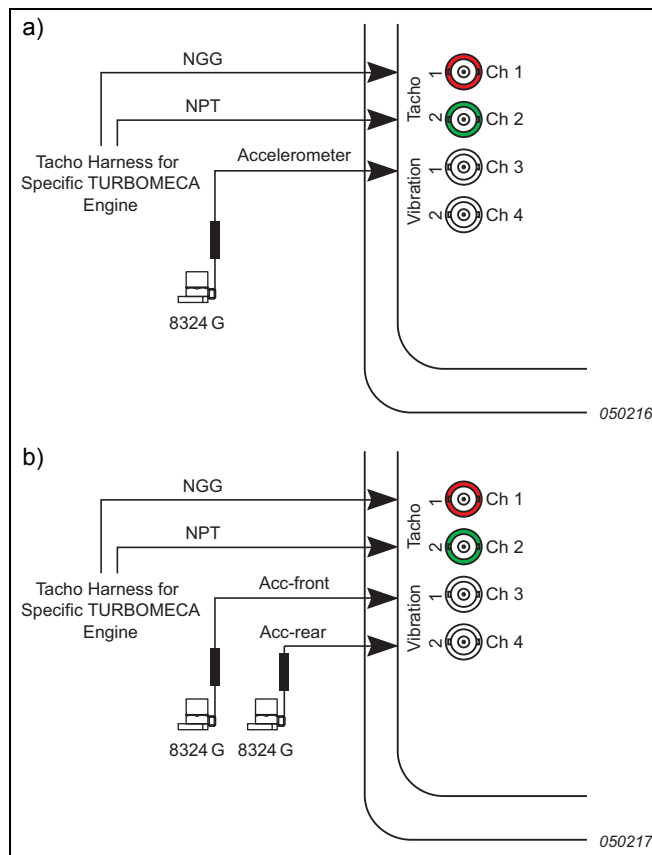 a)
NGG
1
Ch 1
Tacho
NPT
2
Ch 2
Tacho Harness for
Specific TURBOMECA
Engine
Accelerometer
1
Ch 3
Vibration
2
Ch 4
8324 G
050216
b)
NGG
1
Ch 1
Tacho
NPT
2
Ch 2
Tacho Harness for
Specific TURBOMECA
Engine
Acc-front
1
Ch 3
Vibration
Acc-rear
2
Ch 4
8324 G
8324 G
050217